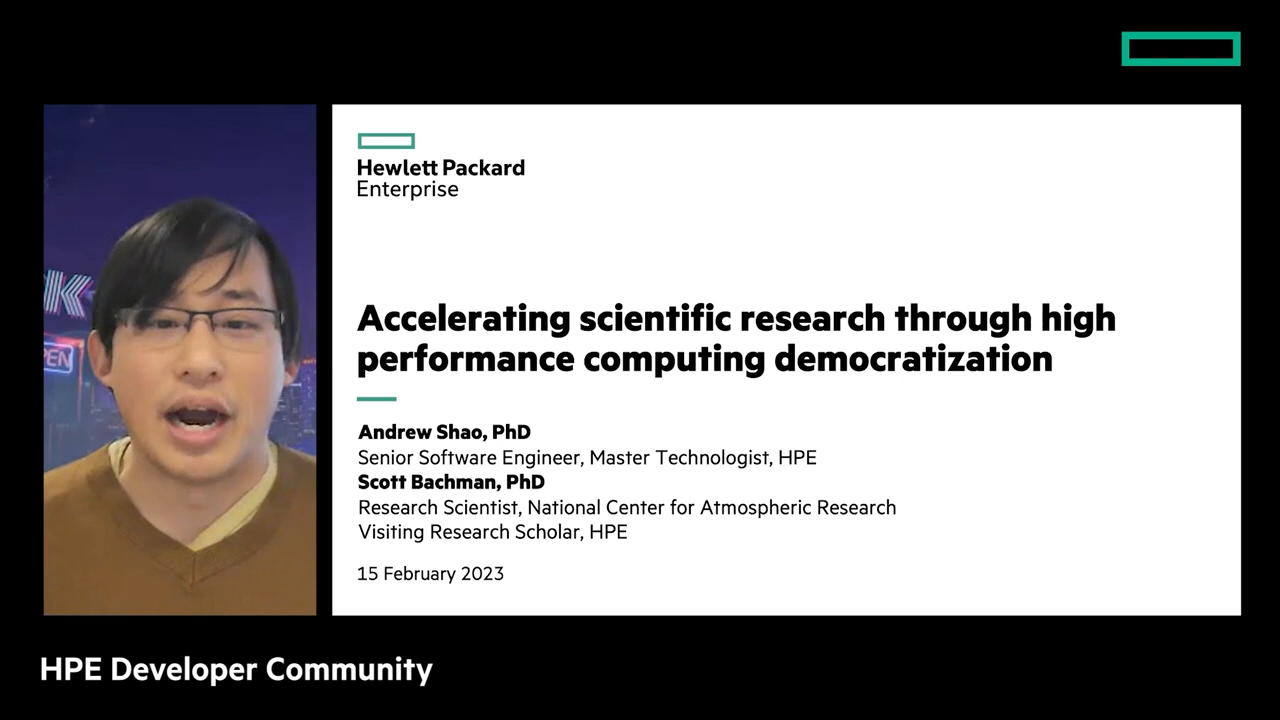 Hewlett Packard
Enterprise
Accelerating scientific research through high
performance computing democratization
Andrew Shao, PhD
Senior Software Engineer, Master Technologist, HPE
Scott Bachman, PhD
Research Scientist, National Center for Atmospheric Research
Visiting Research Scholar, HPE
15 February 2023
K
PEN
HPE Developer Community